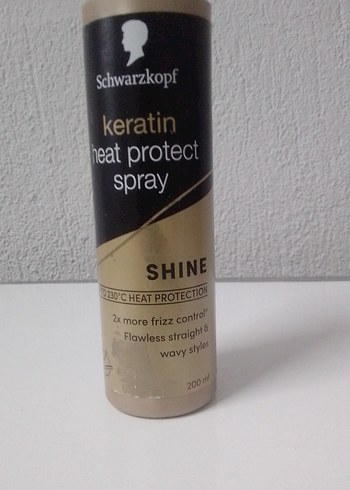 Schwarzkopf
keratin
heat protect
spray
SHINE
230°C HEAT PROTECTION
2x more frizz control*
Flawless straight &
wavy styles
200 ml